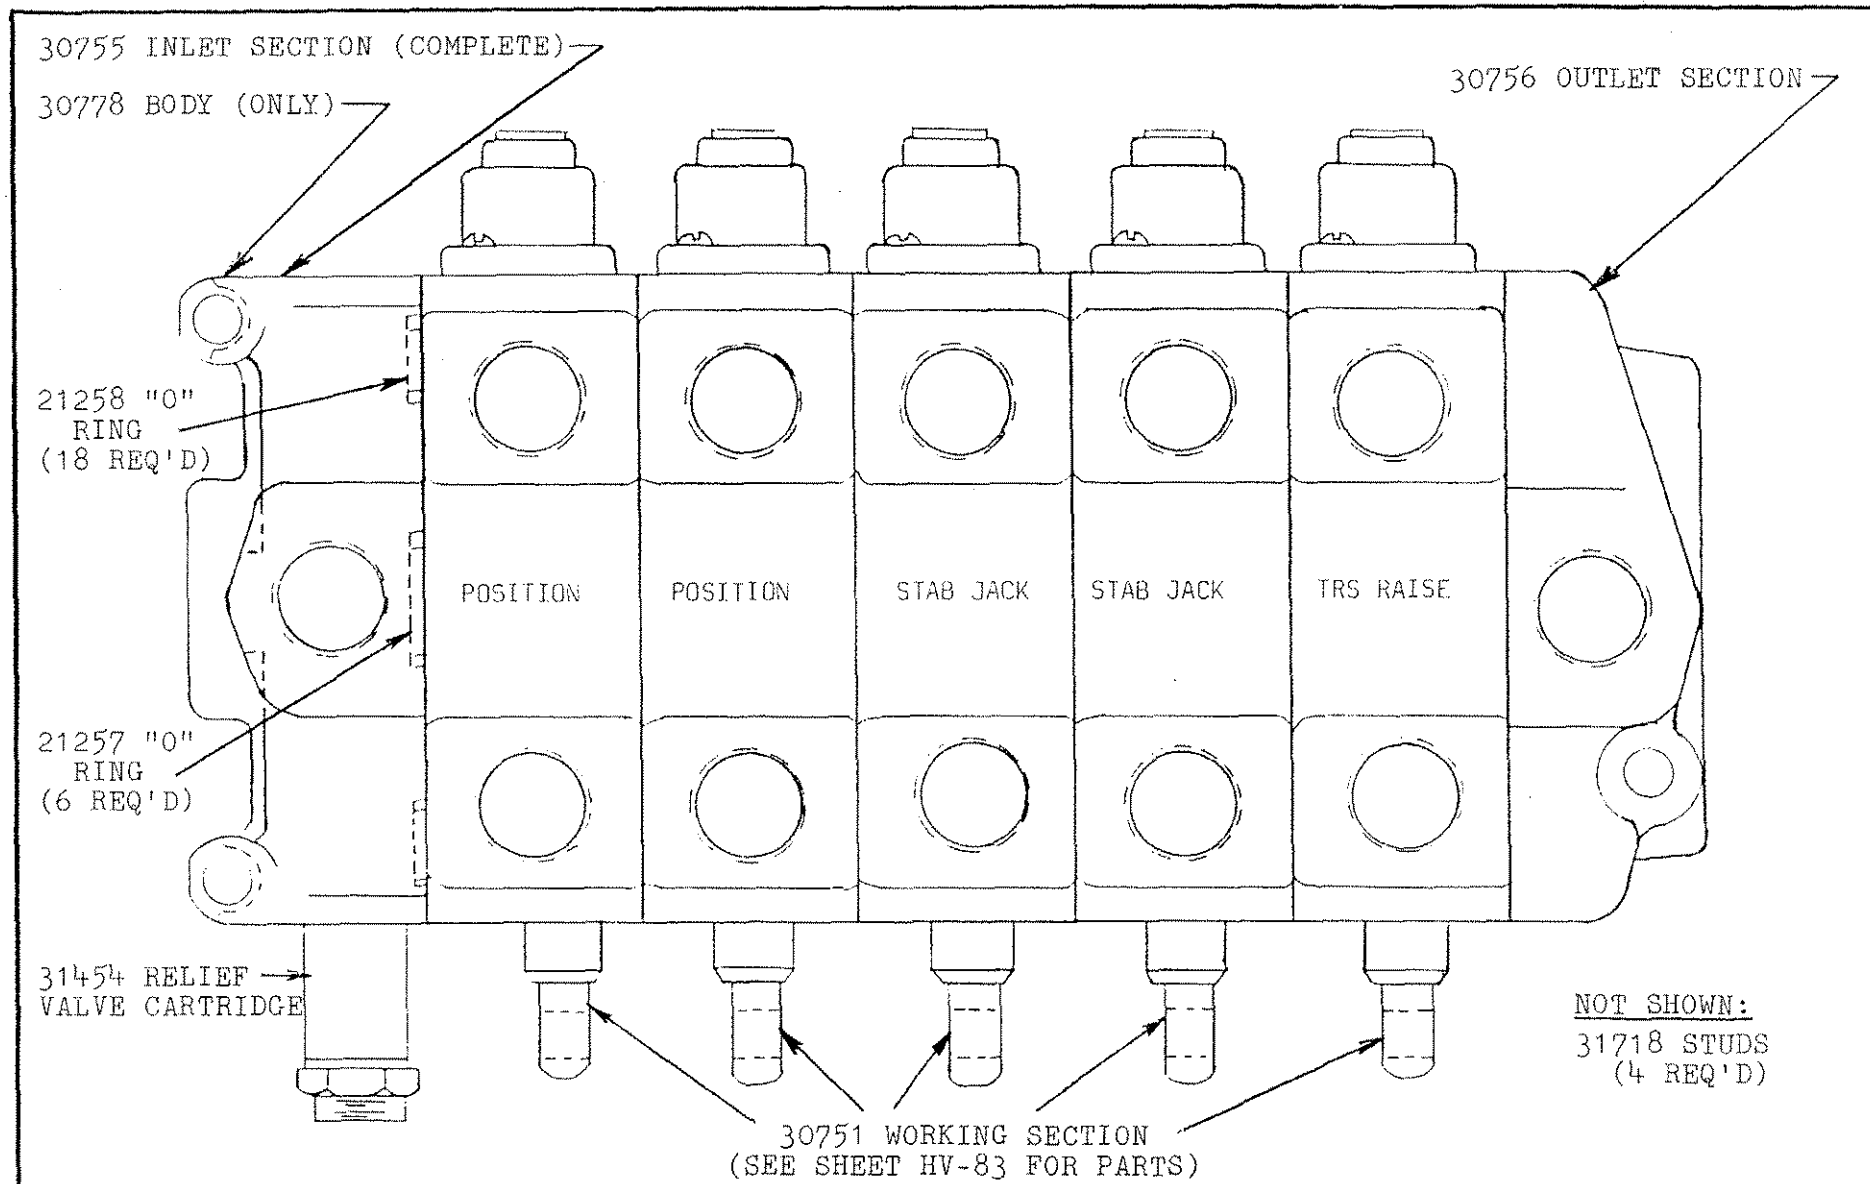 30755 INLET SECTION (COMPLETE)
30778 BODY (ONLY)
30756 OUTLET SECTION
21258 "O"
RING
(18 REQ'D)
POSITION
POSITION
STAB JACK
STAB JACK
TRS RAISE
21257 "O"
RING
(6 REQ'D)
31454 RELIEF
VALVE CARTRIDGE
NOT SHOWN:
31718 STUDS
(4 REQ'D)
30751 WORKING SECTION
(SEE SHEET HV-83 FOR PARTS)